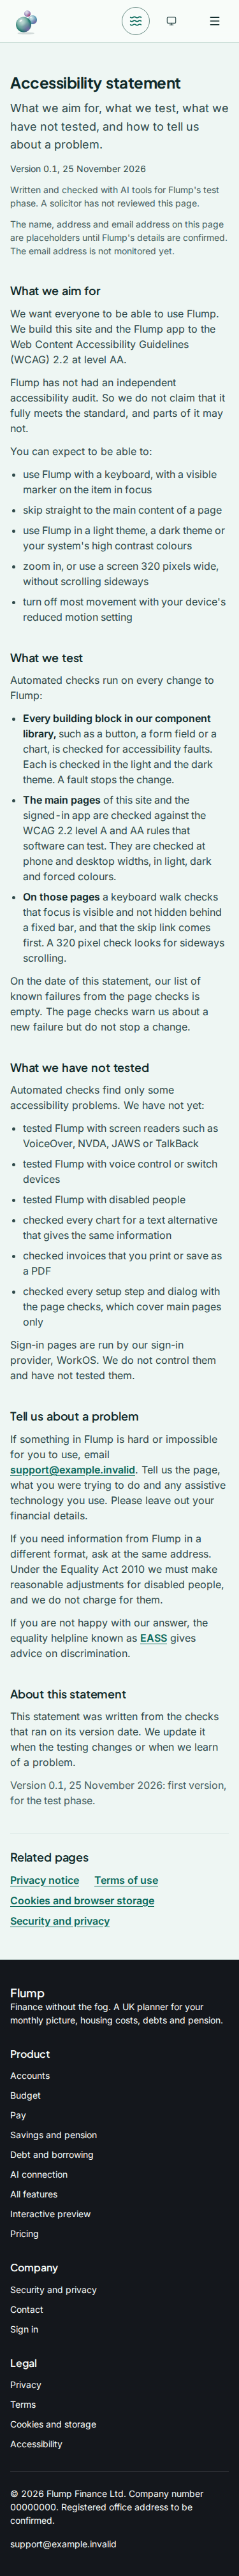 Accessibility statement
What we aim for, what we test, what we
have not tested, and how to tell us
about a problem.
Version 0.1, 25 November 2026
Written and checked with AI tools for Flump's test
phase. A solicitor has not reviewed this page.
The name, address and email address on this page
are placeholders until Flump's details are confirmed.
The email address is not monitored yet.
What we aim for
We want everyone to be able to use Flump.
We build this site and the Flump app to the
Web Content Accessibility Guidelines
(WCAG) 2.2 at level AA.
Flump has not had an independent
accessibility audit. So we do not claim that it
fully meets the standard, and parts of it may
not.
You can expect to be able to:
• use Flump with a keyboard, with a visible
marker on the item in focus
• skip straight to the main content of a page
• use Flump in a light theme, a dark theme or
your system's high contrast colours
• zoom in, or use a screen 320 pixels wide,
without scrolling sideways
• turn off most movement with your device's
reduced motion setting
What we test
Automated checks run on every change to
Flump:
• Every building block in our component
library, such as a button, a form field or a
chart, is checked for accessibility faults.
Each is checked in the light and the dark
theme. A fault stops the change.
• The main pages of this site and the
signed-in app are checked against the
WCAG 2.2 level A and AA rules that
software can test. They are checked at
phone and desktop widths, in light, dark
and forced colours.
• On those pages a keyboard walk checks
that focus is visible and not hidden behind
a fixed bar, and that the skip link comes
first. A 320 pixel check looks for sideways
scrolling.
On the date of this statement, our list of
known failures from the page checks is
empty. The page checks warn us about a
new failure but do not stop a change.
What we have not tested
Automated checks find only some
accessibility problems. We have not yet:
• tested Flump with screen readers such as
VoiceOver, NVDA, JAWS or TalkBack
• tested Flump with voice control or switch
devices
• tested Flump with disabled people
• checked every chart for a text alternative
that gives the same information
• checked invoices that you print or save as
a PDF
• checked every setup step and dialog with
the page checks, which cover main pages
only
Sign-in pages are run by our sign-in
provider, WorkOS. We do not control them
and have not tested them.
Tell us about a problem
If something in Flump is hard or impossible
for you to use, email
support@example.invalid. Tell us the page,
what you were trying to do and any assistive
technology you use. Please leave out your
financial details.
If you need information from Flump in a
different format, ask at the same address.
Under the Equality Act 2010 we must make
reasonable adjustments for disabled people,
and we do not charge for them.
If you are not happy with our answer, the
equality helpline known as EASS gives
advice on discrimination.
About this statement
This statement was written from the checks
that ran on its version date. We update it
when the testing changes or when we learn
of a problem.
Version 0.1, 25 November 2026: first version,
for the test phase.
Related pages
Privacy notice Terms of use
Cookies and browser storage
Security and privacy
Flump
Finance without the fog. A UK planner for your
monthly picture, housing costs, debts and pension.
Product
Accounts
Budget
Pay
Savings and pension
Debt and borrowing
AI connection
All features
Interactive preview
Pricing
Company
Security and privacy
Contact
Sign in
Legal
Privacy
Terms
Cookies and storage
Accessibility
© 2026 Flump Finance Ltd. Company number
00000000. Registered office address to be
confirmed.
support@example.invalid